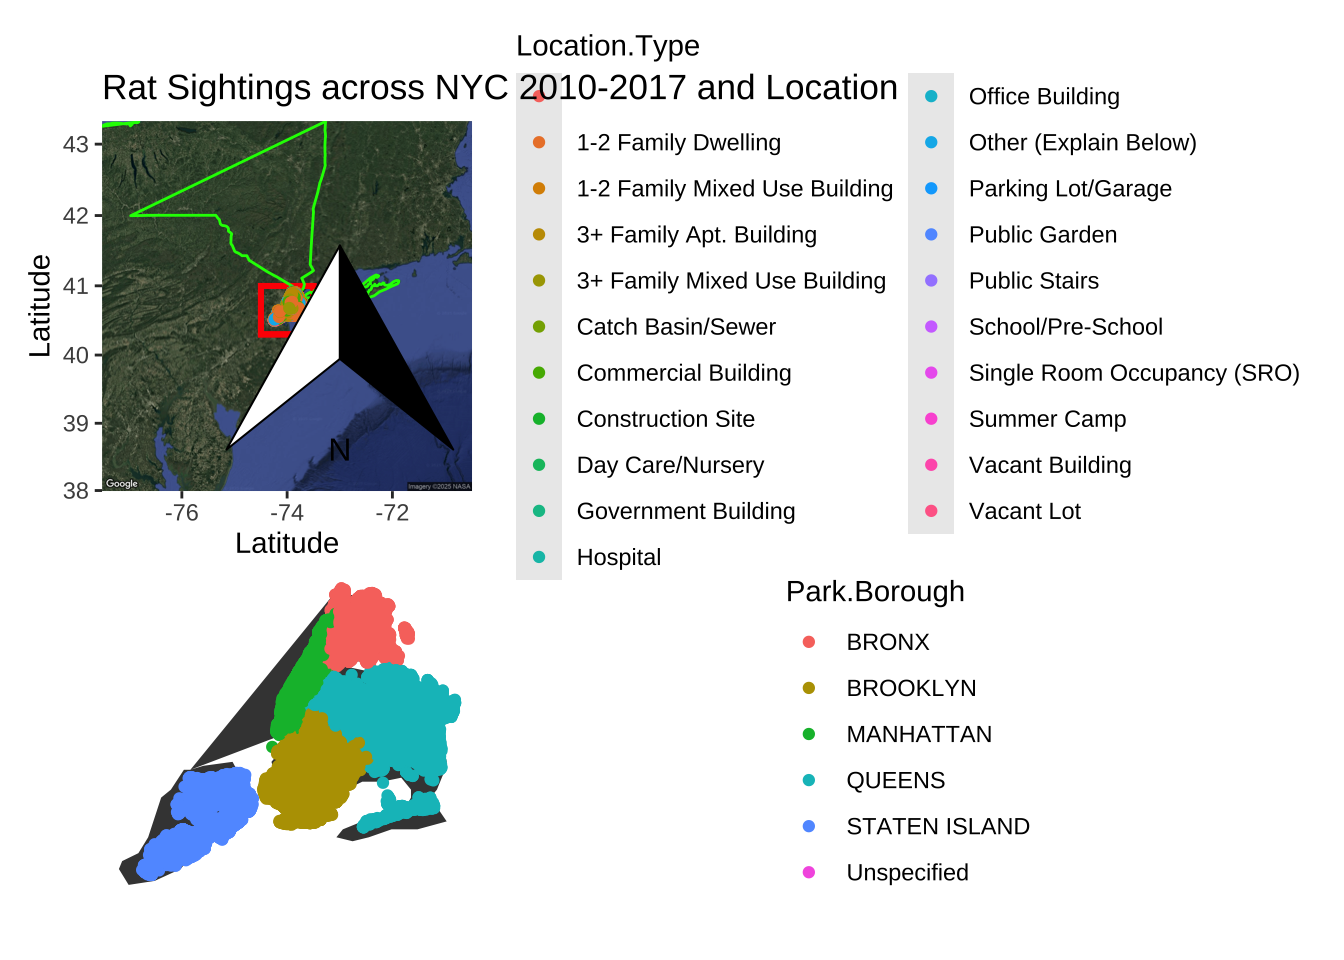 Location.Type
Rat Sightings across NYC 2010-2017 and Location
1-2 Family Dwelling
1-2 Family Mixed Use Building
3+ Family Apt. Building
3+ Family Mixed Use Building
Catch Basin/Sewer
Commercial Building
Construction Site
Day Care/Nursery
Government Building
Hospital
Office Building
Other (Explain Below)
Parking Lot/Garage
Public Garden
Public Stairs
School/Pre-School
Single Room Occupancy (SRO)
Summer Camp
Vacant Building
Vacant Lot
Latitude
43
42
41
40
39
38
N
Google
Imagery ©2025 NASA
-76
-74
-72
Latitude
Park.Borough
BRONX
BROOKLYN
MANHATTAN
QUEENS
STATEN ISLAND
Unspecified